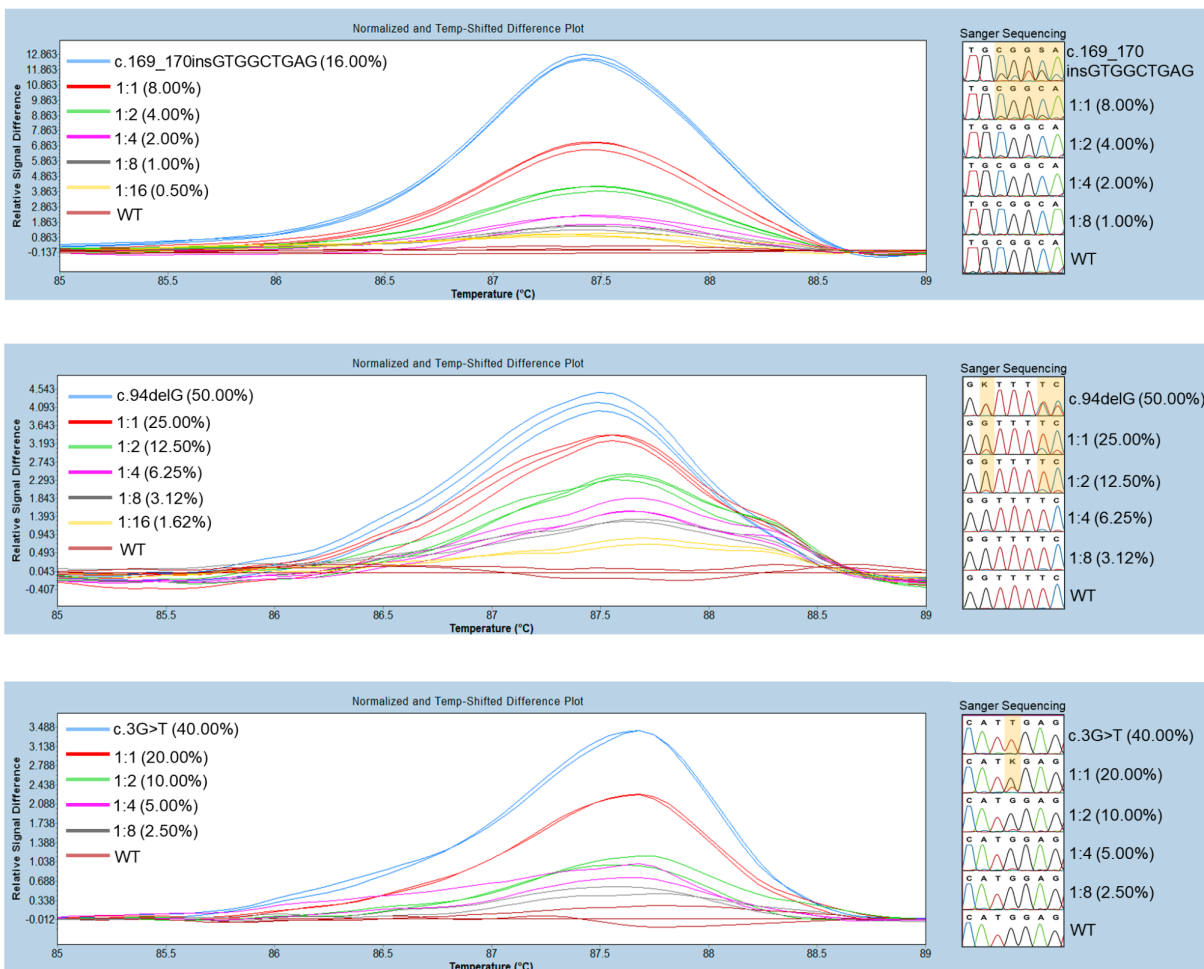 Normalized and Temp-Shifted Difference Plot
Relative Signal Difference
12.863
11.863
10.863
9.863
8.863
7.863
6.863
5.863
4.863
3.863
2.863
1.863
0.863
-0.137
c.169_170insGTGGCTGAG (16.00%)
1:1 (8.00%)
1:2 (4.00%)
1:4 (2.00%)
1:8 (1.00%)
1:16 (0.50%)
WT
85 85.5 86 86.5 87 87.5 88 88.5 89
Temperature (°C)
Sanger Sequencing
T G C G G S A
c.169_170
insGTGGCTGAG
T G C G G C A
1:1 (8.00%)
T G C G G C A
1:2 (4.00%)
T G C G G C A
1:4 (2.00%)
T G C G G C A
1:8 (1.00%)
T G C G G C A
WT
Normalized and Temp-Shifted Difference Plot
Relative Signal Difference
4.543
4.093
3.643
3.193
2.743
2.293
1.843
1.393
0.943
0.493
0.043
-0.407
c.94delG (50.00%)
1:1 (25.00%)
1:2 (12.50%)
1:4 (6.25%)
1:8 (3.12%)
1:16 (1.62%)
WT
85 85.5 86 86.5 87 87.5 88 88.5 89
Temperature (°C)
Sanger Sequencing
G K T T T T C
c.94delG (50.00%)
G G T T T T C
1:1 (25.00%)
G G T T T T C
1:2 (12.50%)
G G T T T T C
1:4 (6.25%)
G G T T T T C
1:8 (3.12%)
G G T T T T C
WT
Normalized and Temp-Shifted Difference Plot
Relative Signal Difference
3.488
3.138
2.788
2.438
2.088
1.738
1.388
1.038
0.688
0.338
-0.012
c.3G>T (40.00%)
1:1 (20.00%)
1:2 (10.00%)
1:4 (5.00%)
1:8 (2.50%)
WT
85 85.5 86 86.5 87 87.5 88 88.5 89
Temperature (°C)
Sanger Sequencing
C A T T G A G
c.3G>T (40.00%)
C A T K G A G
1:1 (20.00%)
C A T G G A G
1:2 (10.00%)
C A T G G A G
1:4 (5.00%)
C A T G G A G
1:8 (2.50%)
C A T G G A G
WT